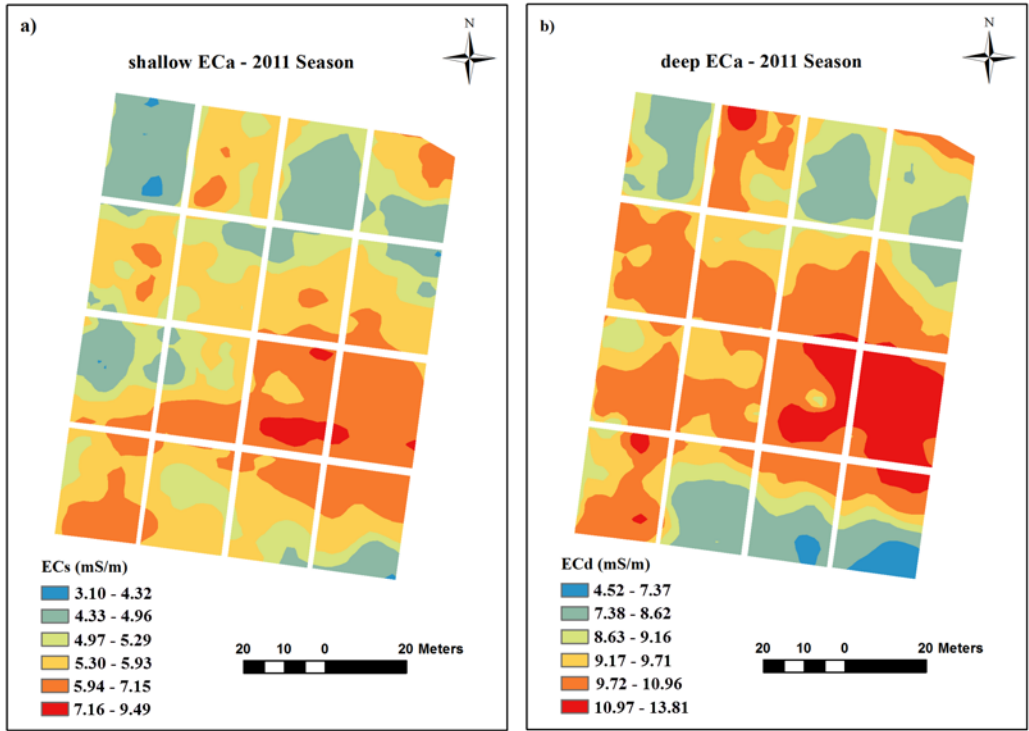 a)
N
shallow ECa - 2011 Season
ECs (mS/m)
3.10 - 4.32
4.33 - 4.96
4.97 - 5.29
5.30 - 5.93
5.94 - 7.15
7.16 - 9.49
20 10 0 20 Meters
b)
N
deep ECa - 2011 Season
ECd (mS/m)
4.52 - 7.37
7.38 - 8.62
8.63 - 9.16
9.17 - 9.71
9.72 - 10.96
10.97 - 13.81
20 10 0 20 Meters